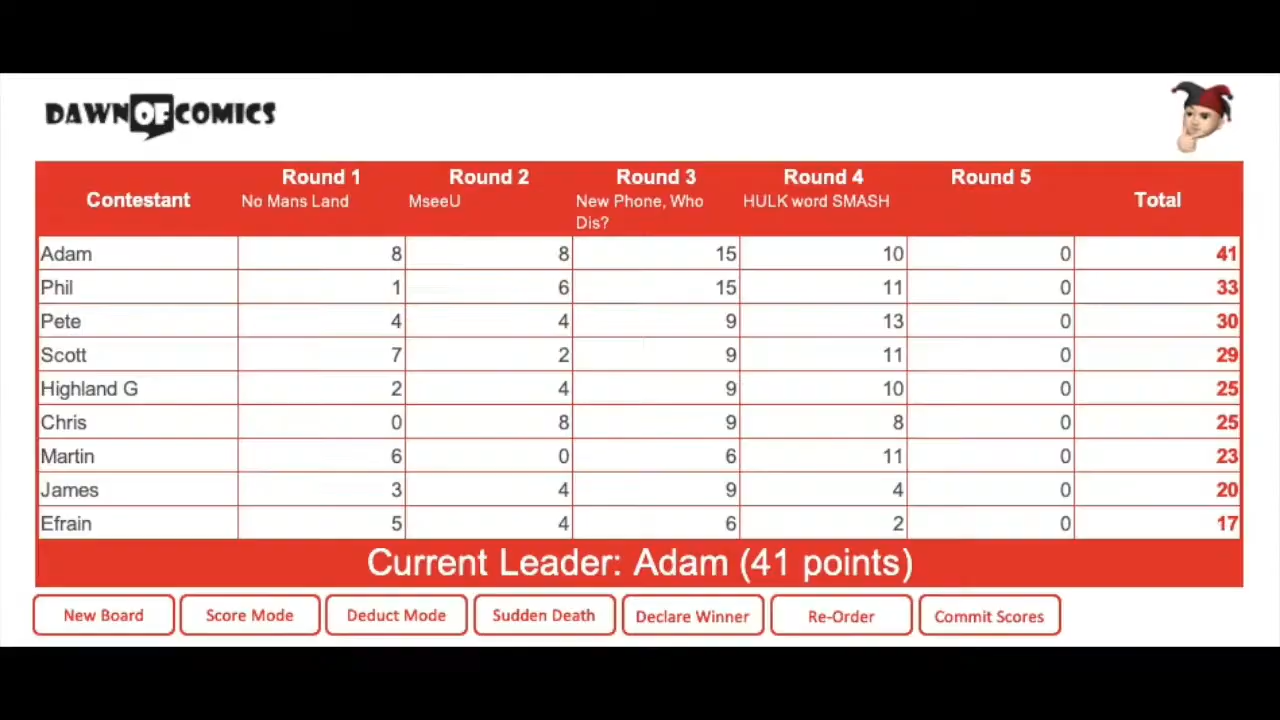 DAWN OF COMICS
Contestant Round 1 Round 2 Round 3 Round 4 Round 5 Total
No Mans Land MseeU New Phone, Who Dis? HULK word SMASH
Adam 8 8 15 10 0 41
Phil 1 6 15 11 0 33
Pete 4 4 9 13 0 30
Scott 7 2 9 11 0 29
Highland G 2 4 9 10 0 25
Chris 0 8 9 8 0 25
Martin 6 0 6 11 0 23
James 3 4 9 4 0 20
Efrain 5 4 6 2 0 17
Current Leader: Adam (41 points)
New Board Score Mode Deduct Mode Sudden Death Declare Winner Re-Order Commit Scores